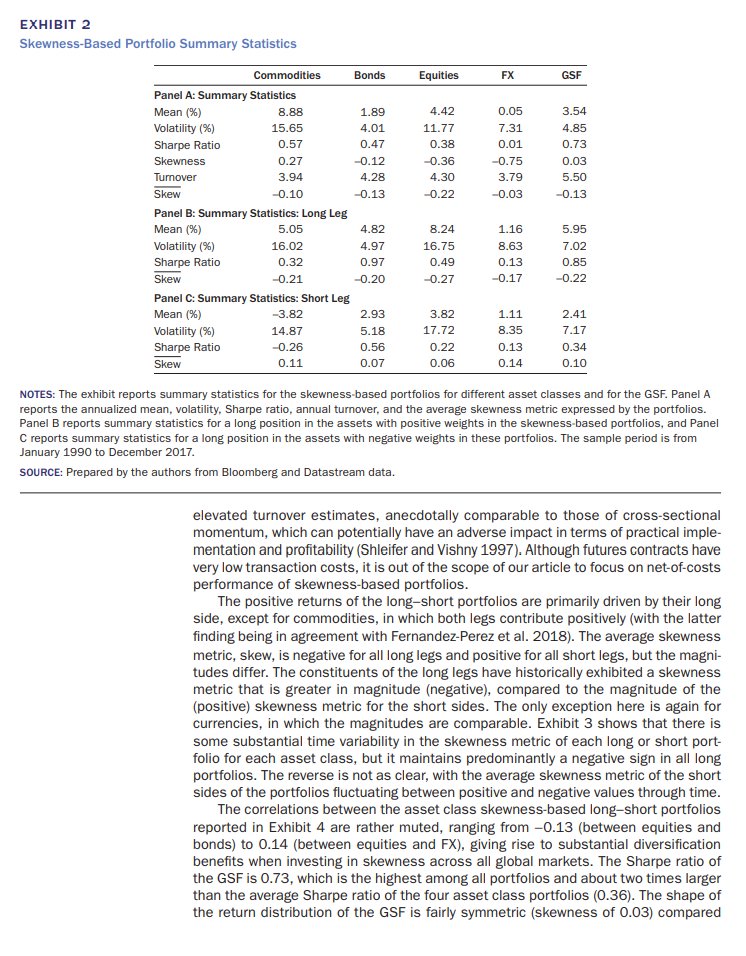 EXHIBIT 2
Skewness-Based Portfolio Summary Statistics
Commodities Bonds Equities FX GSF
Panel A: Summary Statistics
Mean (%) 8.88 1.89 4.42 0.05 3.54
Volatility (%) 15.65 4.01 11.77 7.31 4.85
Sharpe Ratio 0.57 0.47 0.38 0.01 0.73
Skewness 0.27 –0.12 –0.36 –0.75 0.03
Turnover 3.94 4.28 4.30 3.79 5.50
Skew –0.10 –0.13 –0.22 –0.03 –0.13
Panel B: Summary Statistics: Long Leg
Mean (%) 5.05 4.82 8.24 1.16 5.95
Volatility (%) 16.02 4.97 16.75 8.63 7.02
Sharpe Ratio 0.32 0.97 0.49 0.13 0.85
Skew –0.21 –0.20 –0.27 –0.17 –0.22
Panel C: Summary Statistics: Short Leg
Mean (%) –3.82 2.93 3.82 1.11 2.41
Volatility (%) 14.87 5.18 17.72 8.35 7.17
Sharpe Ratio –0.26 0.56 0.22 0.13 0.34
Skew 0.11 0.07 0.06 0.14 0.10
NOTES: The exhibit reports summary statistics for the skewness-based portfolios for different asset classes and for the GSF. Panel A
reports the annualized mean, volatility, Sharpe ratio, annual turnover, and the average skewness metric expressed by the portfolios.
Panel B reports summary statistics for a long position in the assets with positive weights in the skewness-based portfolios, and Panel
C reports summary statistics for a long position in the assets with negative weights in these portfolios. The sample period is from
January 1990 to December 2017.
SOURCE: Prepared by the authors from Bloomberg and Datastream data.
elevated turnover estimates, anecdotally comparable to those of cross-sectional
momentum, which can potentially have an adverse impact in terms of practical imple-
mentation and profitability (Shleifer and Vishny 1997). Although futures contracts have
very low transaction costs, it is out of the scope of our article to focus on net-of-costs
performance of skewness-based portfolios.
The positive returns of the long–short portfolios are primarily driven by their long
side, except for commodities, in which both legs contribute positively (with the latter
finding being in agreement with Fernandez-Perez et al. 2018). The average skewness
metric, skew, is negative for all long legs and positive for all short legs, but the magni-
tudes differ. The constituents of the long legs have historically exhibited a skewness
metric that is greater in magnitude (negative), compared to the magnitude of the
(positive) skewness metric for the short sides. The only exception here is again for
currencies, in which the magnitudes are comparable. Exhibit 3 shows that there is
some substantial time variability in the skewness metric of each long or short port-
folio for each asset class, but it maintains predominantly a negative sign in all long
portfolios. The reverse is not as clear, with the average skewness metric of the short
sides of the portfolios fluctuating between positive and negative values through time.
The correlations between the asset class skewness-based long–short portfolios
reported in Exhibit 4 are rather muted, ranging from –0.13 (between equities and
bonds) to 0.14 (between equities and FX), giving rise to substantial diversification
benefits when investing in skewness across all global markets. The Sharpe ratio of
the GSF is 0.73, which is the highest among all portfolios and about two times larger
than the average Sharpe ratio of the four asset class portfolios (0.36). The shape of
the return distribution of the GSF is fairly symmetric (skewness of 0.03) compared